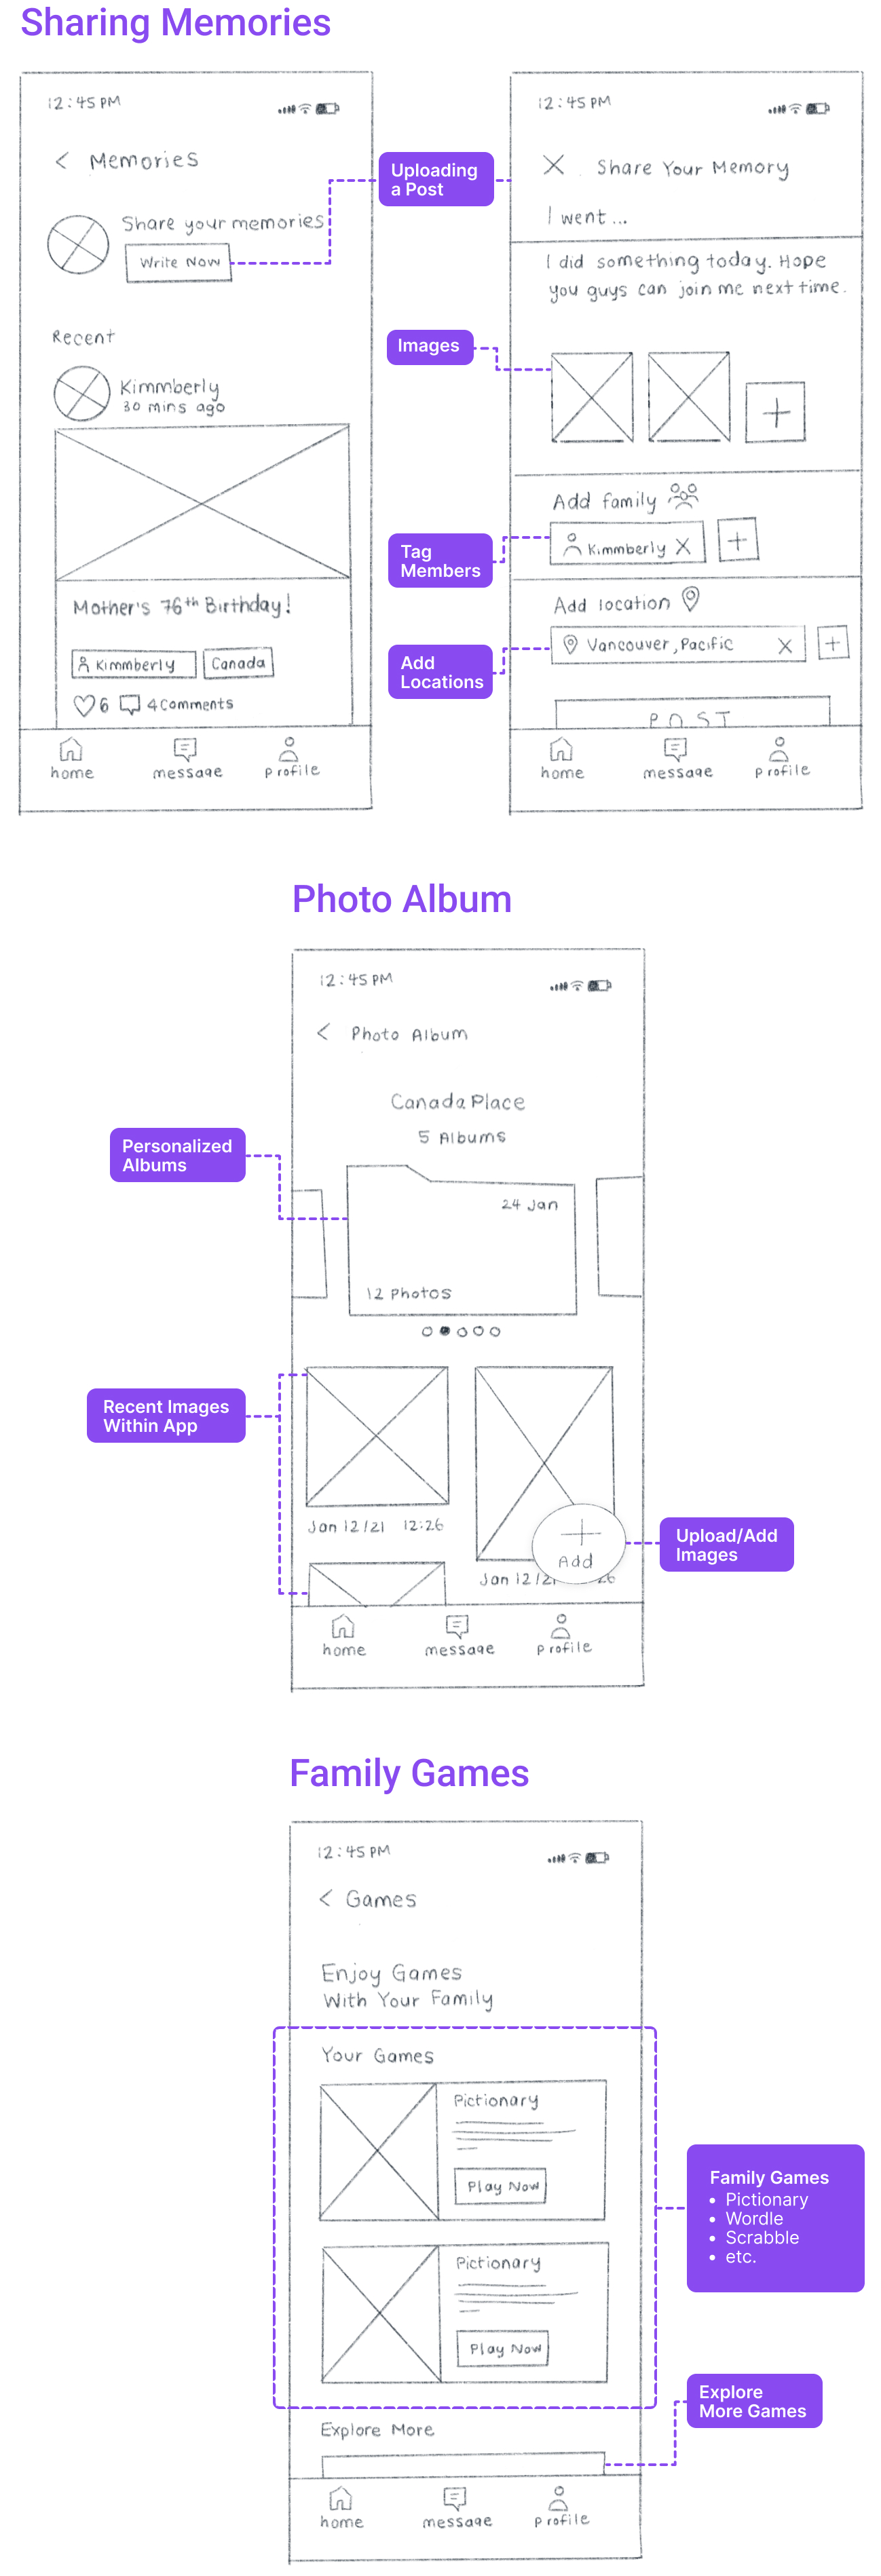 Sharing Memories
12:45 PM
< Memories
Share your memories
Write Now
Recent
Kimmberly
30 mins ago
Mother's 76th Birthday!
Kimmberly
Canada
6
4 Comments
home
message
profile
Uploading
a Post
Images
Tag
Members
Add
Locations
12:45 PM
X Share Your Memory
I went...
I did something today. Hope
you guys can join me next time.
+
Add family
Kimmberly X
+
Add location
Vancouver, Pacific X
+
POST
home
message
profile
Photo Album
12:45 PM
< Photo Album
Canada Place
5 Albums
24 Jan
12 Photos
Personalized
Albums
Recent Images
Within App
Jan 12/21 12:26
+
Add
Jan 12/21 26
Upload/Add
Images
home
message
profile
Family Games
12:45 PM
< Games
Enjoy Games
With Your Family
Your Games
Pictionary
Play Now
Pictionary
Play Now
Family Games
• Pictionary
• Wordle
• Scrabble
• etc.
Explore
More Games
Explore More
home
message
profile